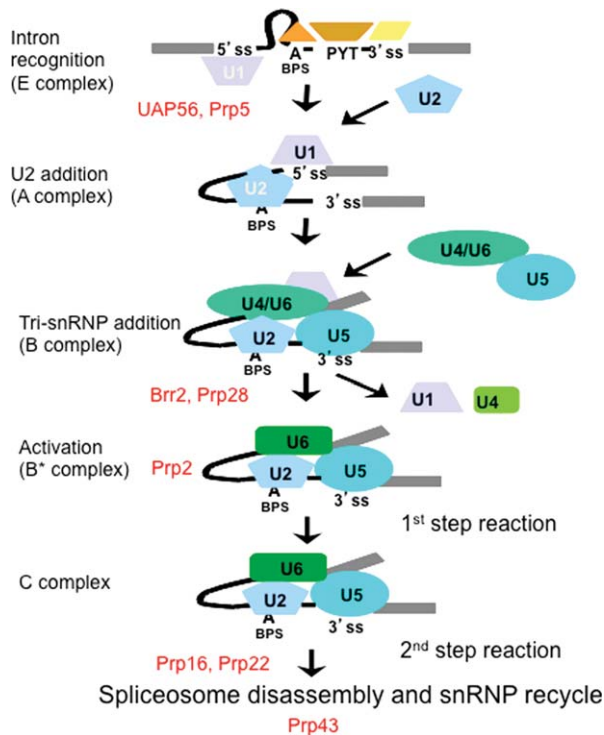 Intron
recognition
(E complex)
5' ss
A
BPS
PYT
3' ss
U1
UAP56, Prp5
U2
U2 addition
(A complex)
U1
5' ss
U2
A
BPS
3' ss
U4/U6
U5
Tri-snRNP addition
(B complex)
U4/U6
U2
U5
A
BPS
3' ss
Brr2, Prp28
U1
U4
Activation
(B* complex)
Prp2
U6
U2
U5
A
BPS
3' ss
1st step reaction
C complex
U6
U2
U5
A
BPS
3' ss
2nd step reaction
Prp16, Prp22
Spliceosome disassembly and snRNP recycle
Prp43